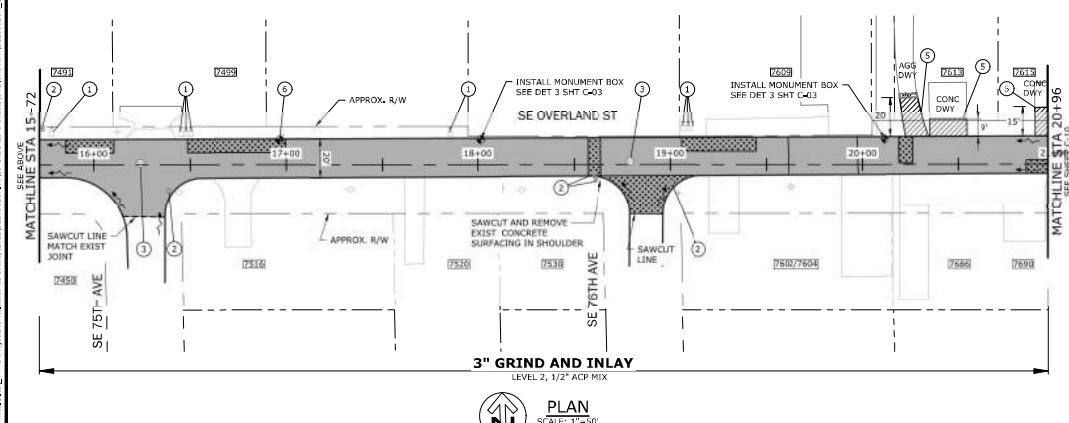 7491
7499
7609
7613
7615
2
1
1
6
1
3
1
5
5
5
INSTALL MONUMENT BOX
SEE DET 3 SHT C-03
INSTALL MONUMENT BOX
SEE DET 3 SHT C-03
AGG
DWY
CONC
DWY
CONC
DWY
APPROX. R/W
SE OVERLAND ST
20'
9'
15'
SEE ABOVE
MATCHLINE STA 15-72
16+00
17+00
18+00
19+00
20+00
2
20'
MATCHLINE STA 20+96
SEE SHEET C-10
SAWCUT LINE
MATCH EXIST
JOINT
3
2
APPROX. R/W
SAWCUT AND REMOVE
EXIST CONCRETE
SURFACING IN SHOULDER
2
SAWCUT
LINE
2
7450
7516
7520
7530
7602/7604
7686
7690
SE 75TH AVE
SE 76TH AVE
3" GRIND AND INLAY
LEVEL 2, 1/2" ACP MIX
N
PLAN
SCALE: 1"=50'